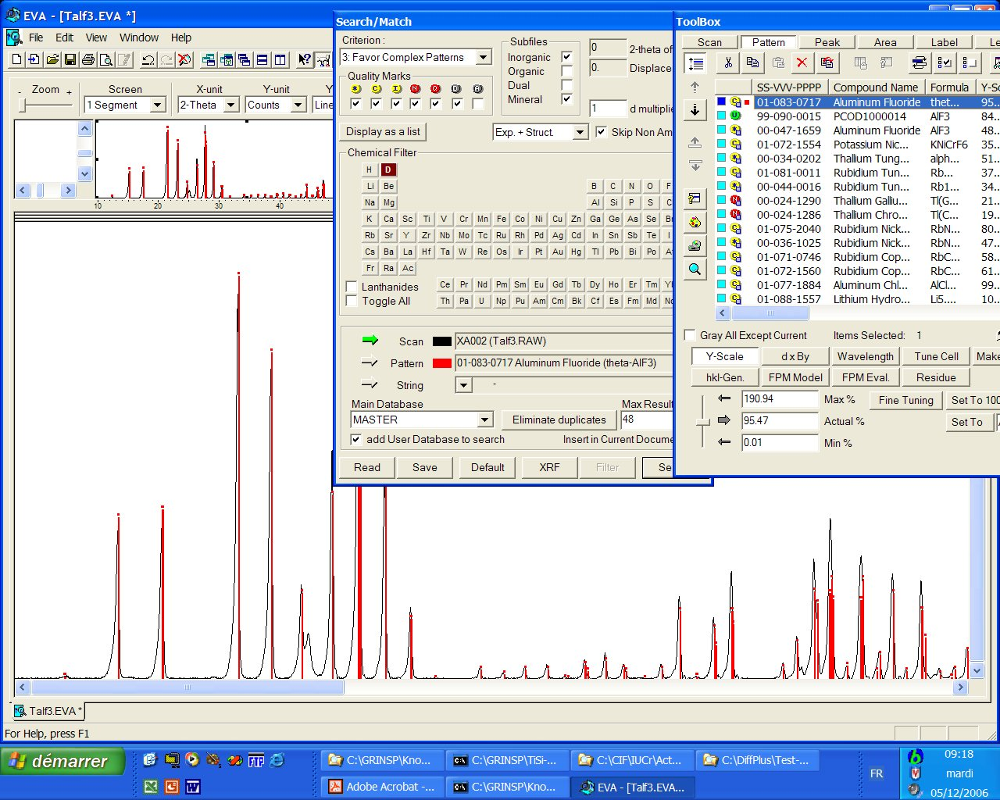 EVA - [Talf3.EVA *]
File Edit View Window Help
- Zoom +
Screen
X-unit
Y-unit
1 Segment
2-Theta
Counts
Line
10 20 30 40
Search/Match
Criterion :
3: Favor Complex Patterns
Quality Marks
Display as a list
Subfiles
Inorganic
Organic
Dual
Mineral
0
2-theta of
0.
Displace
1
d multiplie
Exp. + Struct.
Skip Non Am
Chemical Filter
H D
Li Be B C N O F
Na Mg Al Si P S C
K Ca Sc Ti V Cr Mn Fe Co Ni Cu Zn Ga Ge As Se Br
Rb Sr Y Zr Nb Mo Tc Ru Rh Pd Ag Cd In Sn Sb Te I
Cs Ba La Hf Ta W Re Os Ir Pt Au Hg Tl Pb Bi Po At
Fr Ra Ac
Lanthanides
Toggle All
Ce Pr Nd Pm Sm Eu Gd Tb Dy Ho Er Tm Yb
Th Pa U Np Pu Am Cm Bk Cf Es Fm Md No
Scan XA002 (Talf3.RAW)
Pattern 01-083-0717 Aluminum Fluoride (theta-AlF3)
String -
Main Database
Max Result
MASTER
Eliminate duplicates
48
add User Database to search
Insert in Current Docume
Read Save Default XRF Filter Se
ToolBox
Scan Pattern Peak Area Label Le
SS-VVV-PPPP Compound Name Formula Y-Sc
01-083-0717 Aluminum Fluoride thet... 95..
99-090-0015 PCOD1000014 AlF3 84..
00-047-1659 Aluminum Fluoride AlF3 48..
01-072-1554 Potassium Nic... KNiCrF6 35..
00-034-0202 Thallium Tung... alpha... 51..
01-081-0011 Rubidium Tun... Rb... 37..
00-044-0016 Rubidium Tun... Rb1... 34..
00-024-1290 Thallium Galliu... Tl(G... 21..
00-024-1286 Thallium Chro... Tl(C... 19..
01-075-2040 Rubidium Nick... RbN... 80..
00-036-1025 Rubidium Nick... RbN... 47..
01-071-0746 Rubidium Cop... RbC... 58..
01-072-1560 Rubidium Cop... RbC... 61..
01-077-1884 Aluminum Chl... AlCl... 99..
01-088-1557 Lithium Hydro... Li5.... 10..
Gray All Except Current
Items Selected: 1
Y-Scale d x By Wavelength Tune Cell Make
hkl-Gen. FPM Model FPM Eval. Residue
190.94 Max % Fine Tuning Set To 100
95.47 Actual % Set To
0.01 Min %
Talf3.EVA *
For Help, press F1
démarrer
FTP
C:\GRINSP\Kno...
C:\GRINSP\TiSi-...
C:\CIF\IUCr\Act...
C:\DiffPlus\Test-...
Adobe Acrobat - ...
C:\GRINSP\Kno...
EVA - [Talf3.EVA...
FR
09:18
mardi
05/12/2006